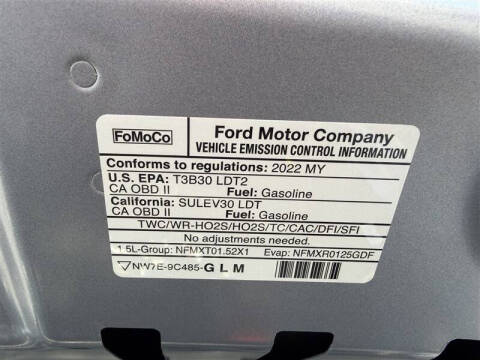 FoMoCo
Ford Motor Company
VEHICLE EMISSION CONTROL INFORMATION
Conforms to regulations: 2022 MY
U.S. EPA: T3B30 LDT2
CA OBD II Fuel: Gasoline
California: SULEV30 LDT
CA OBD II Fuel: Gasoline
TWC/WR-HO2S/HO2S/TC/CAC/DFI/SFI
No adjustments needed.
1.5L-Group: NFMXT01.52X1 Evap: NFMXR0125GDF
NW7E-9C485-GLM